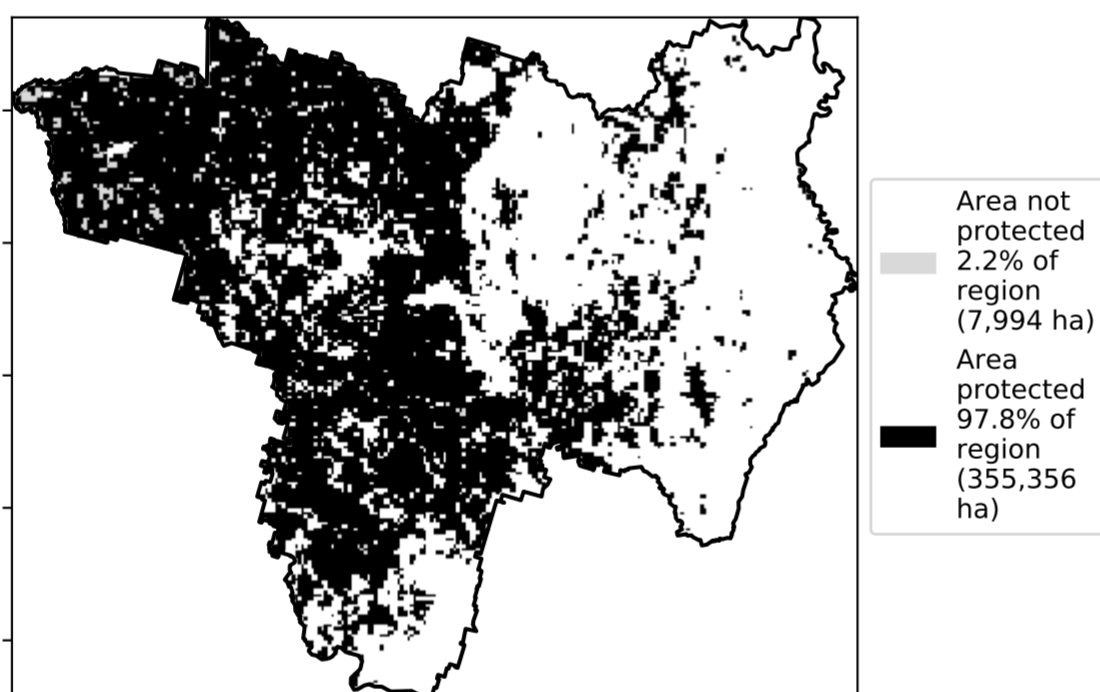 Area not
protected
2.2% of
region
(7,994 ha)
Area
protected
97.8% of
region
(355,356
ha)